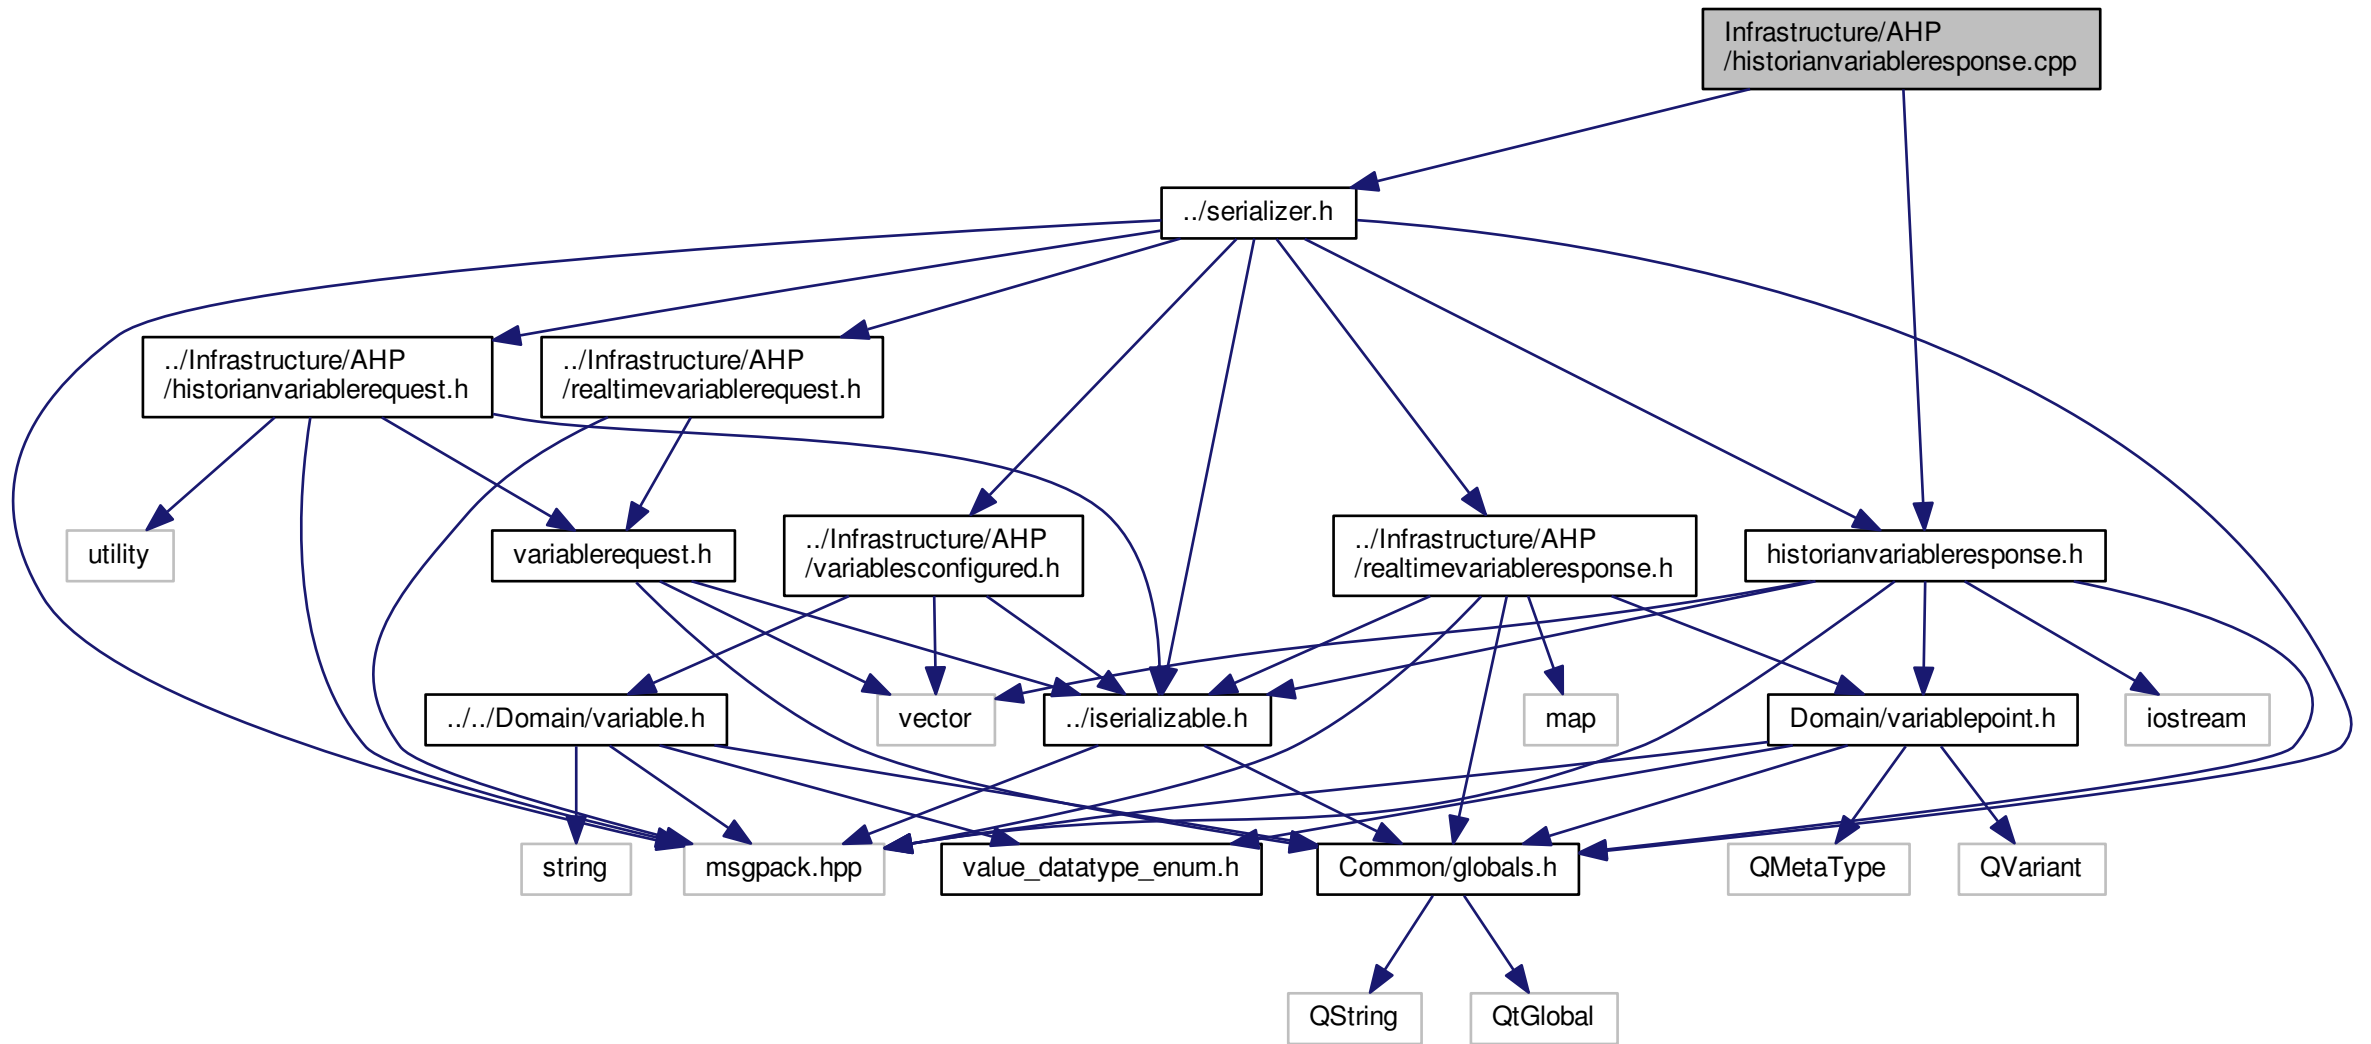 Infrastructure/AHP
/historianvariableresponse.cpp
../serializer.h
../Infrastructure/AHP
/historianvariablerequest.h
../Infrastructure/AHP
/realtimevariablerequest.h
utility
variablerequest.h
../Infrastructure/AHP
/variablesconfigured.h
../Infrastructure/AHP
/realtimevariableresponse.h
historianvariableresponse.h
../../Domain/variable.h
vector
../iserializable.h
map
Domain/variablepoint.h
iostream
string
msgpack.hpp
value_datatype_enum.h
Common/globals.h
QMetaType
QVariant
QString
QtGlobal